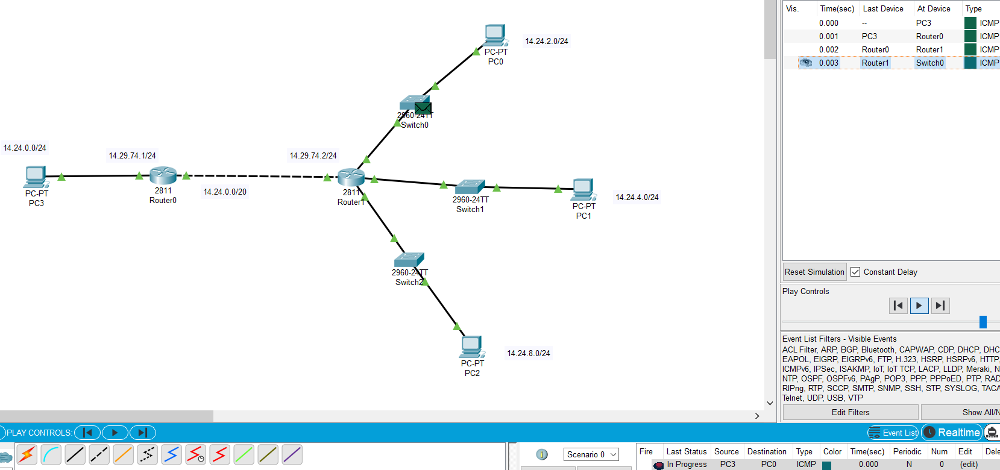 PC-PT
PC0
14.24.2.0/24
2960-24TT
Switch0
14.24.0.0/24
14.29.74.1/24
14.29.74.2/24
PC-PT
PC3
2811
Router0
14.24.0.0/20
2811
Router1
2960-24TT
Switch1
PC-PT
PC1
14.24.4.0/24
2960-24TT
Switch2
PC-PT
PC2
14.24.8.0/24
Vis. Time(sec) Last Device At Device Type
0.000 -- PC3 ICMP
0.001 PC3 Router0 ICMP
0.002 Router0 Router1 ICMP
0.003 Router1 Switch0 ICMP
Reset Simulation Constant Delay
Play Controls
Event List Filters - Visible Events
ACL Filter, ARP, BGP, Bluetooth, CAPWAP, CDP, DHCP, DHC
EAPOL, EIGRP, EIGRPv6, FTP, H.323, HSRP, HSRPv6, HTTP,
ICMPv6, IPSec, ISAKMP, IoT, IoT TCP, LACP, LLDP, Meraki, N
NTP, OSPF, OSPFv6, PAgP, POP3, PPP, PPPoED, PTP, RAD
RIPng, RTP, SCCP, SMTP, SNMP, SSH, STP, SYSLOG, TACA
Telnet, UDP, USB, VTP
Edit Filters Show All/N
PLAY CONTROLS: Event List Realtime
Scenario 0
Fire Last Status Source Destination Type Color Time(sec) Periodic Num Edit Dele
In Progress PC3 PC0 ICMP 0.000 N 0 (edit)